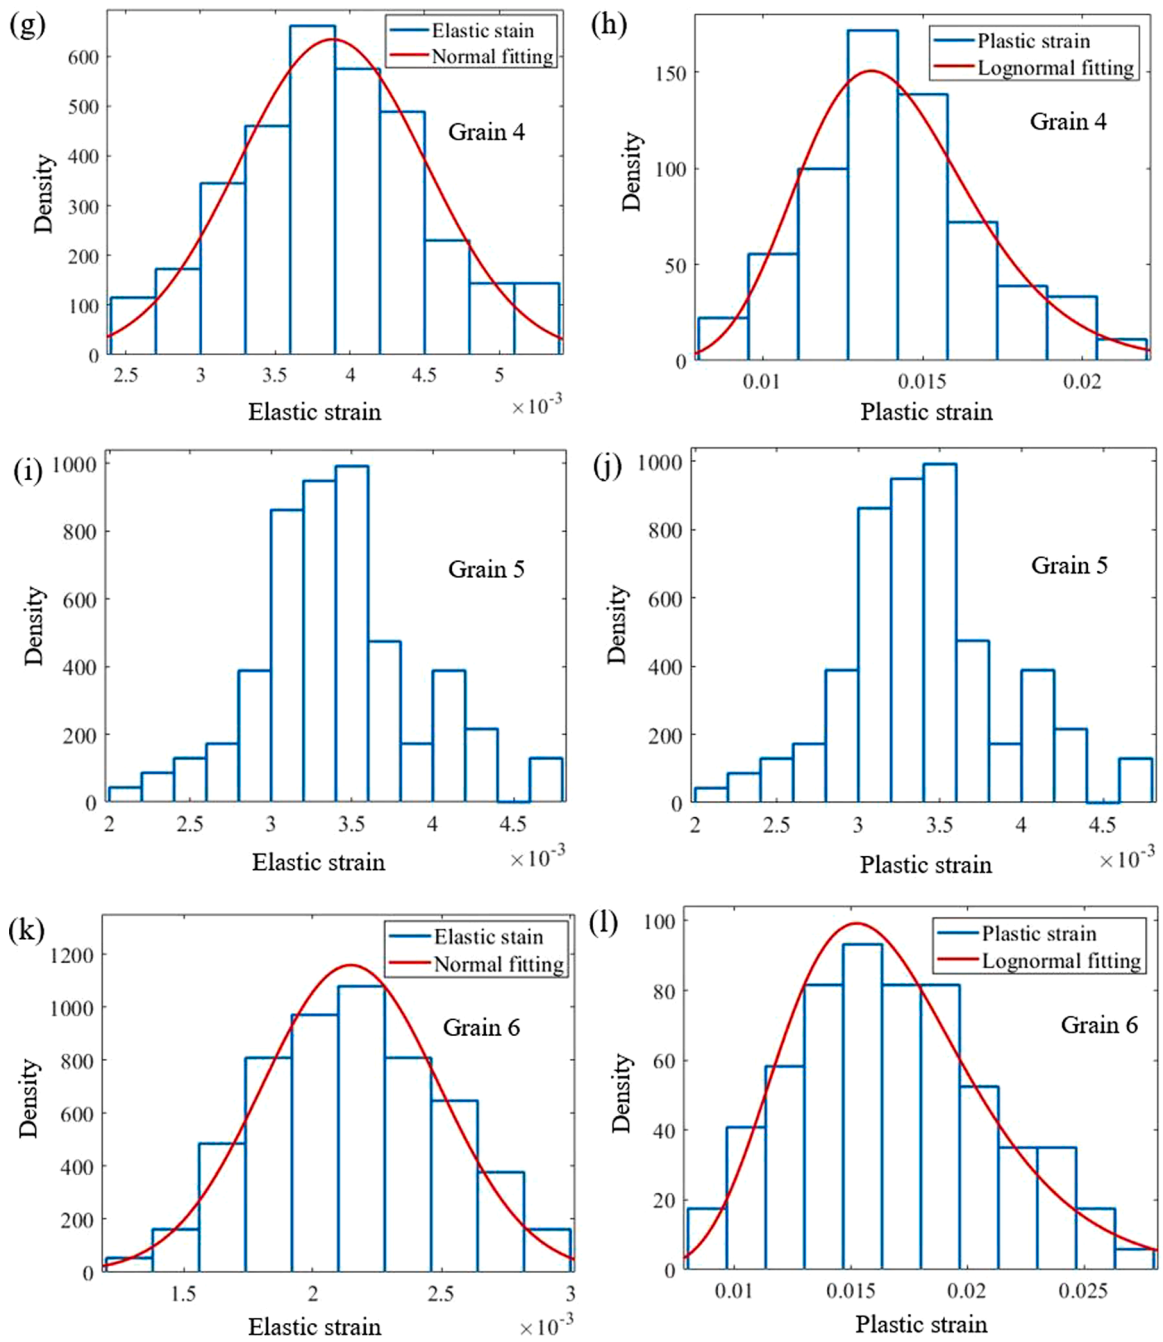 (g)
Elastic stain
Normal fitting
Grain 4
600
500
400
300
200
100
0
Density
2.5 3 3.5 4 4.5 5
×10-3
Elastic strain
(h)
Plastic strain
Lognormal fitting
Grain 4
150
100
50
0
Density
0.01 0.015 0.02
Plastic strain
(i)
Grain 5
1000
800
600
400
200
0
Density
2 2.5 3 3.5 4 4.5
×10-3
Elastic strain
(j)
Grain 5
1000
800
600
400
200
0
Density
2 2.5 3 3.5 4 4.5
×10-3
Plastic strain
(k)
Elastic stain
Normal fitting
Grain 6
1200
1000
800
600
400
200
0
Density
1.5 2 2.5 3
×10-3
Elastic strain
(l)
Plastic strain
Lognormal fitting
Grain 6
100
80
60
40
20
0
Density
0.01 0.015 0.02 0.025
Plastic strain